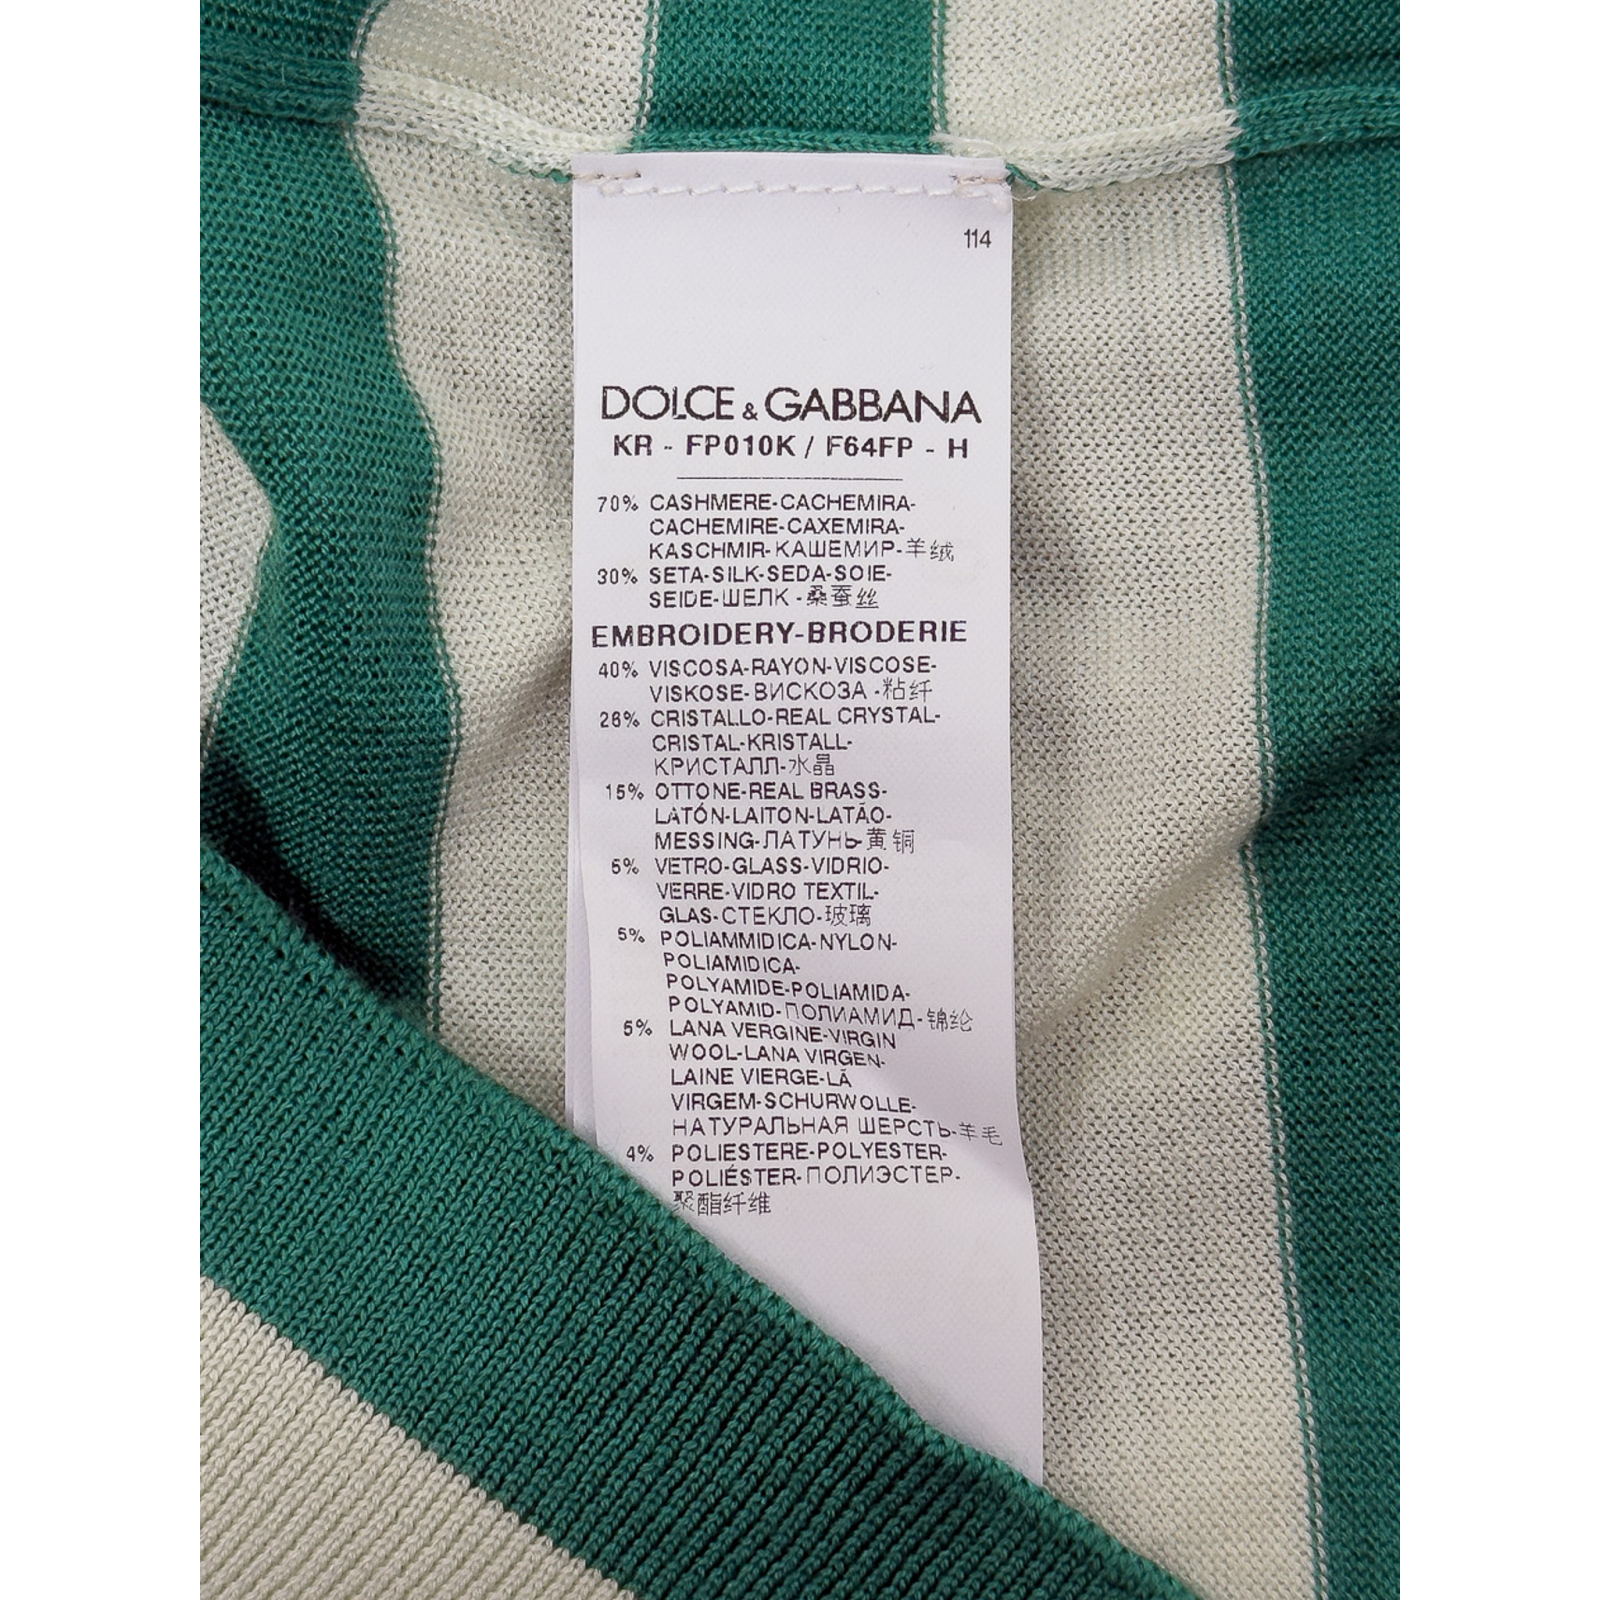 114
DOLCE & GABBANA
KR - FP010K / F64FP - H
70% CASHMERE-CACHEMIRA-
CACHEMIRE-CAXEMIRA-
KASCHMIR-КАШЕМИР-羊绒
30% SETA-SILK-SEDA-SOIE-
SEIDE-ШЕЛК -桑蚕丝
EMBROIDERY-BRODERIE
40% VISCOSA-RAYON-VISCOSE-
VISKOSE-ВИСКОЗА -粘纤
26% CRISTALLO-REAL CRYSTAL-
CRISTAL-KRISTALL-
КРИСТАЛЛ-水晶
15% OTTONE-REAL BRASS-
LATÓN-LAITON-LATÃO-
MESSING-ЛАТУНЬ-黄铜
5% VETRO-GLASS-VIDRIO-
VERRE-VIDRO TEXTIL-
GLAS-СТЕКЛО-玻璃
5% POLIAMMIDICA-NYLON-
POLIAMIDICA-
POLYAMIDE-POLIAMIDA-
POLYAMID-ПОЛИАМИД-锦纶
5% LANA VERGINE-VIRGIN
WOOL-LANA VIRGEN-
LAINE VIERGE-LÃ
VIRGEM-SCHURWOLLE-
НАТУРАЛЬНАЯ ШЕРСТЬ-羊毛
4% POLIESTERE-POLYESTER-
POLIÉSTER-ПОЛИЭСТЕР-
聚酯纤维